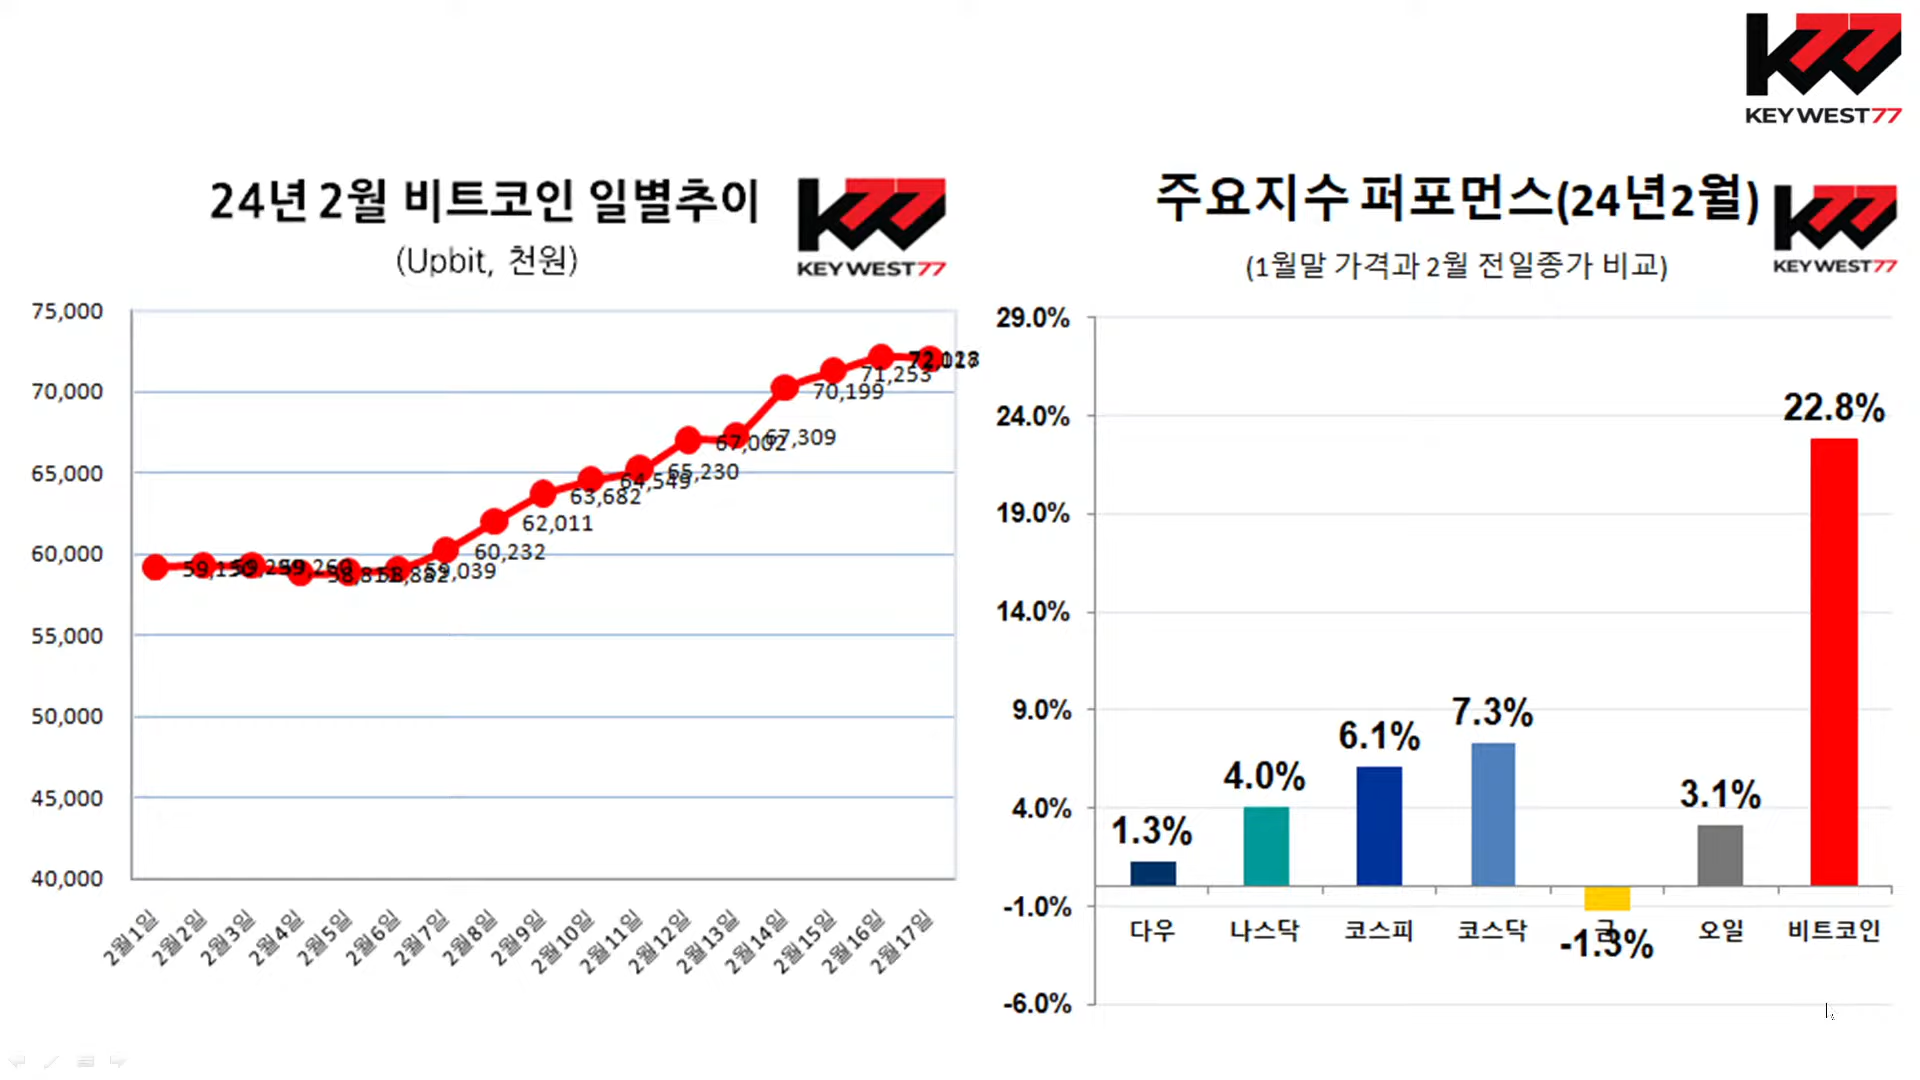 KEY WEST77
24년 2월 비트코인 일별추이
(Upbit, 천원)
KEY WEST77
75,000
70,000
65,000
60,000
55,000
50,000
45,000
40,000
59,039
60,232
62,011
63,682
64,549
65,230
67,002
67,309
70,199
71,253
2월1일
2월2일
2월3일
2월4일
2월5일
2월6일
2월7일
2월8일
2월9일
2월10일
2월11일
2월12일
2월13일
2월14일
2월15일
2월16일
2월17일
주요지수 퍼포먼스(24년2월)
(1월말 가격과 2월 전일종가 비교)
KEY WEST77
29.0%
24.0%
19.0%
14.0%
9.0%
4.0%
-1.0%
-6.0%
1.3%
4.0%
6.1%
7.3%
-1.3%
3.1%
22.8%
다우
나스닥
코스피
코스닥
금
오일
비트코인